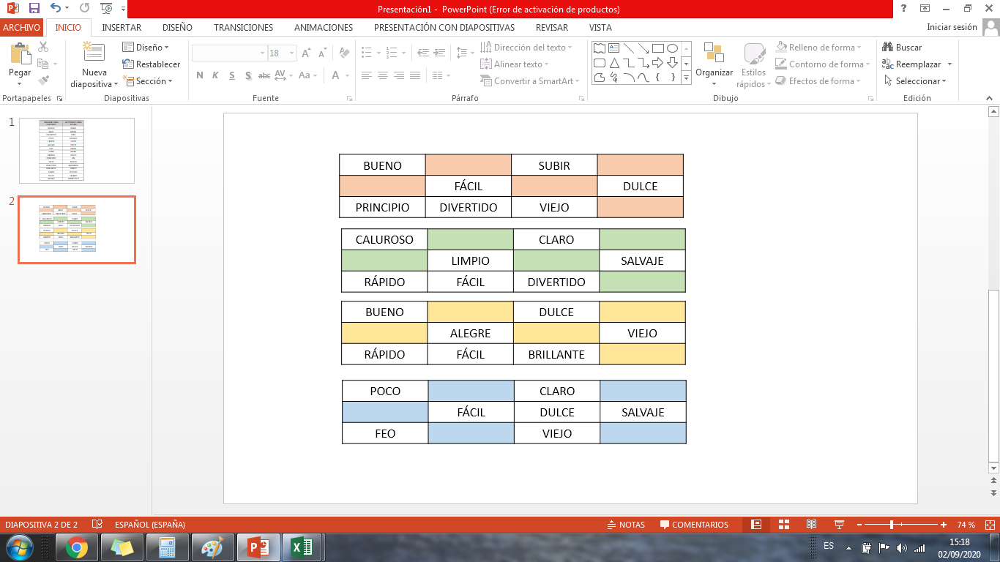 Presentación1 - PowerPoint (Error de activación de productos)
ARCHIVO INICIO INSERTAR DISEÑO TRANSICIONES ANIMACIONES PRESENTACIÓN CON DIAPOSITIVAS REVISAR VISTA Iniciar sesión
Pegar
Portapapeles
Nueva diapositiva
Diseño
Restablecer
Sección
Diapositivas
18
N K S S abc AV Aa A
Fuente
Dirección del texto
Alinear texto
Convertir a SmartArt
Párrafo
Organizar
Estilos rápidos
Relleno de forma
Contorno de forma
Efectos de forma
Dibujo
Buscar
Reemplazar
Seleccionar
Edición
1
2
BUENO SUBIR
FÁCIL DULCE
PRINCIPIO DIVERTIDO VIEJO
CALUROSO CLARO
LIMPIO SALVAJE
RÁPIDO FÁCIL DIVERTIDO
BUENO DULCE
ALEGRE VIEJO
RÁPIDO FÁCIL BRILLANTE
POCO CLARO
FÁCIL DULCE SALVAJE
FEO VIEJO
DIAPOSITIVA 2 DE 2 ESPAÑOL (ESPAÑA) NOTAS COMENTARIOS 74 %
ES 15:18
02/09/2020